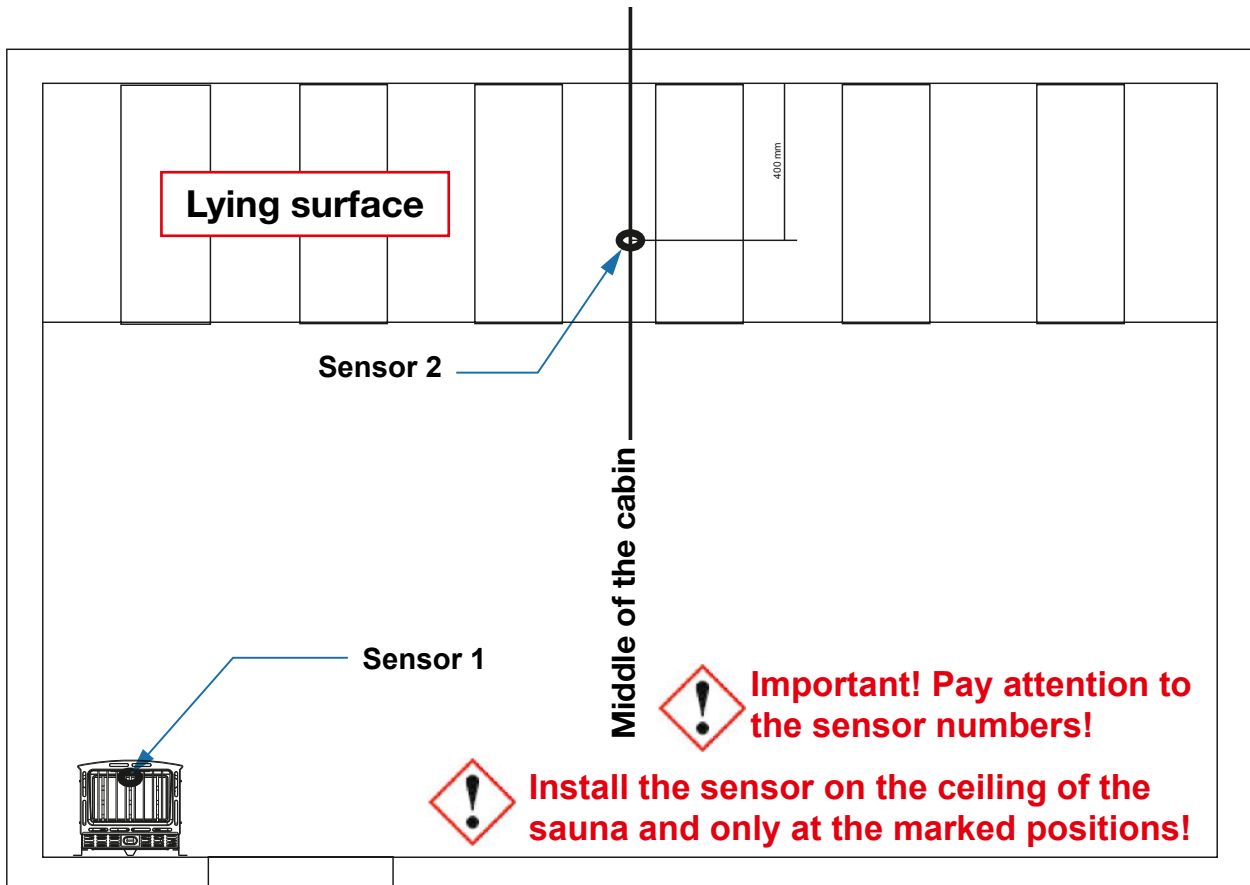 400 mm
Lying surface
Sensor 2
Middle of the cabin
Sensor 1
Important! Pay attention to
the sensor numbers!
Install the sensor on the ceiling of the
sauna and only at the marked positions!